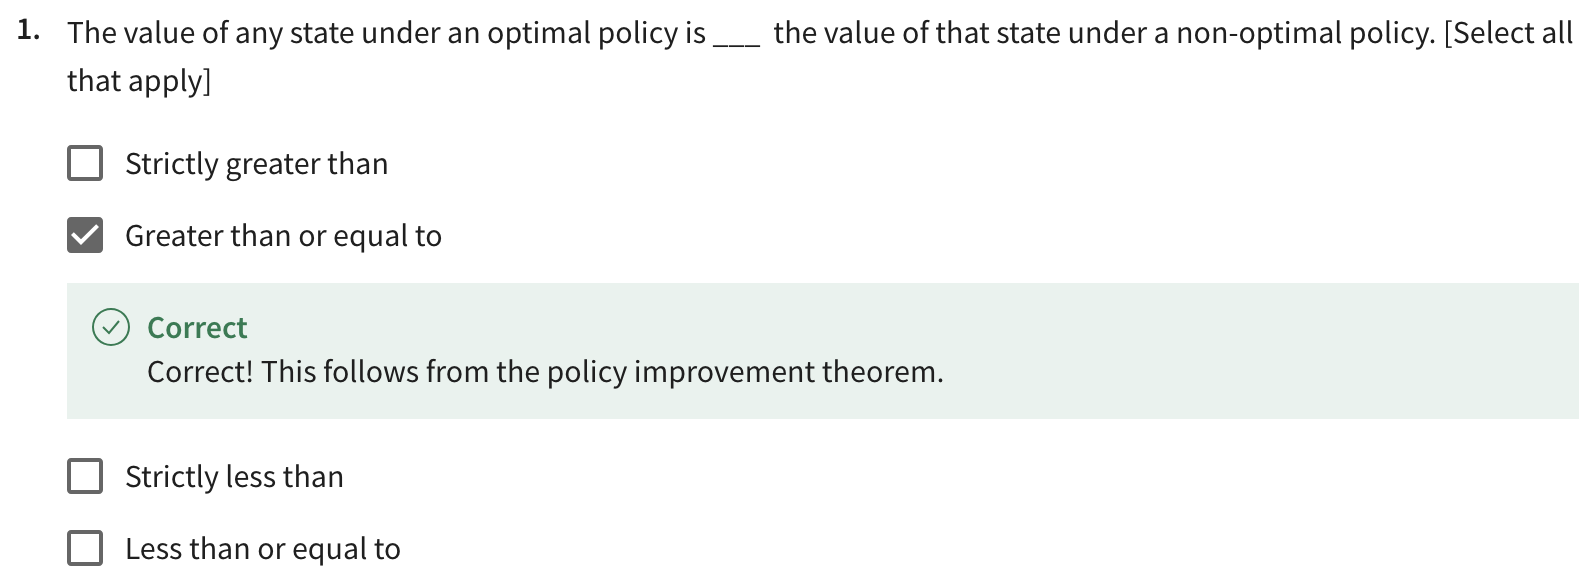 1. The value of any state under an optimal policy is ___ the value of that state under a non-optimal policy. [Select all
that apply]
Strictly greater than
Greater than or equal to
Correct
Correct! This follows from the policy improvement theorem.
Strictly less than
Less than or equal to